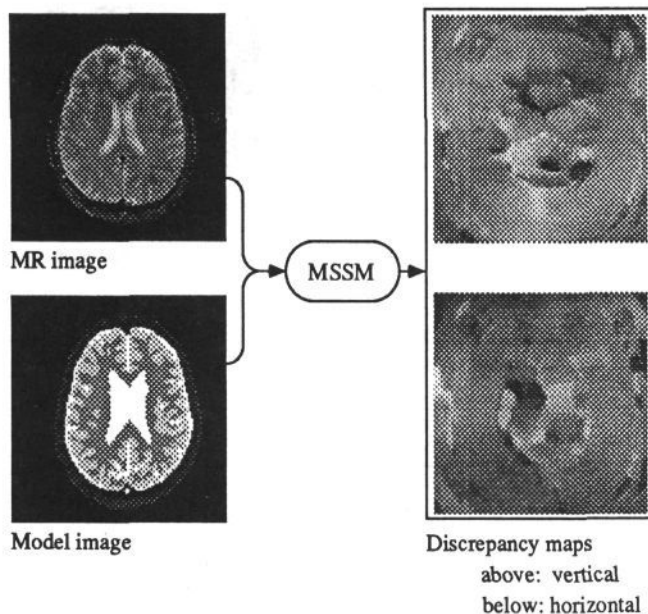 MR image
MSSM
Model image
Discrepancy maps
above: vertical
below: horizontal